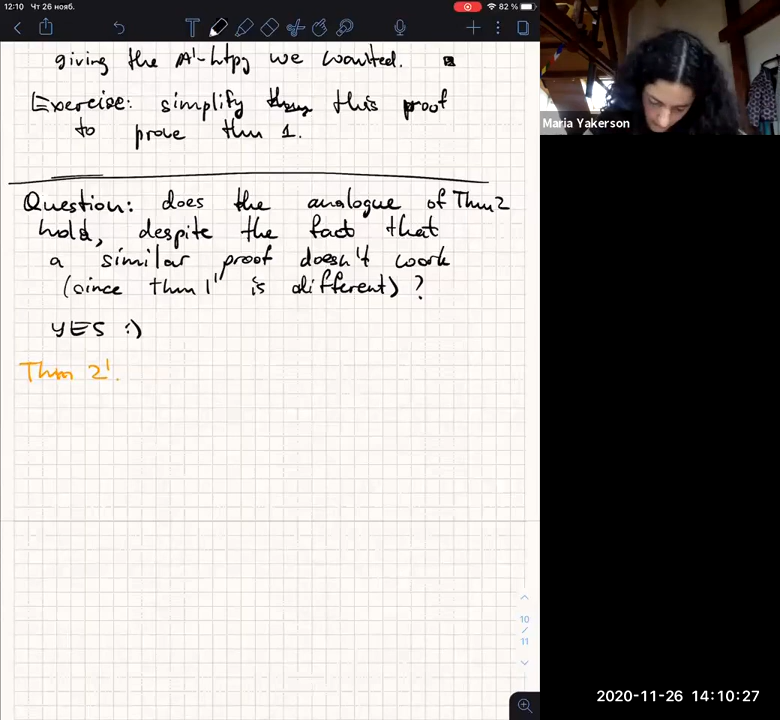 12:10 Чт 26 нояб.
82 %
giving the A¹-htpy we wanted.
Exercise: simplify this proof
to prove thm 1.
Question: does the analogue of Thm 2
hold, despite the fact that
a similar proof doesn't work
(since thm 1' is different) ?
YES :)
Thm 2'.
10
/
11
Maria Yakerson
2020-11-26 14:10:27